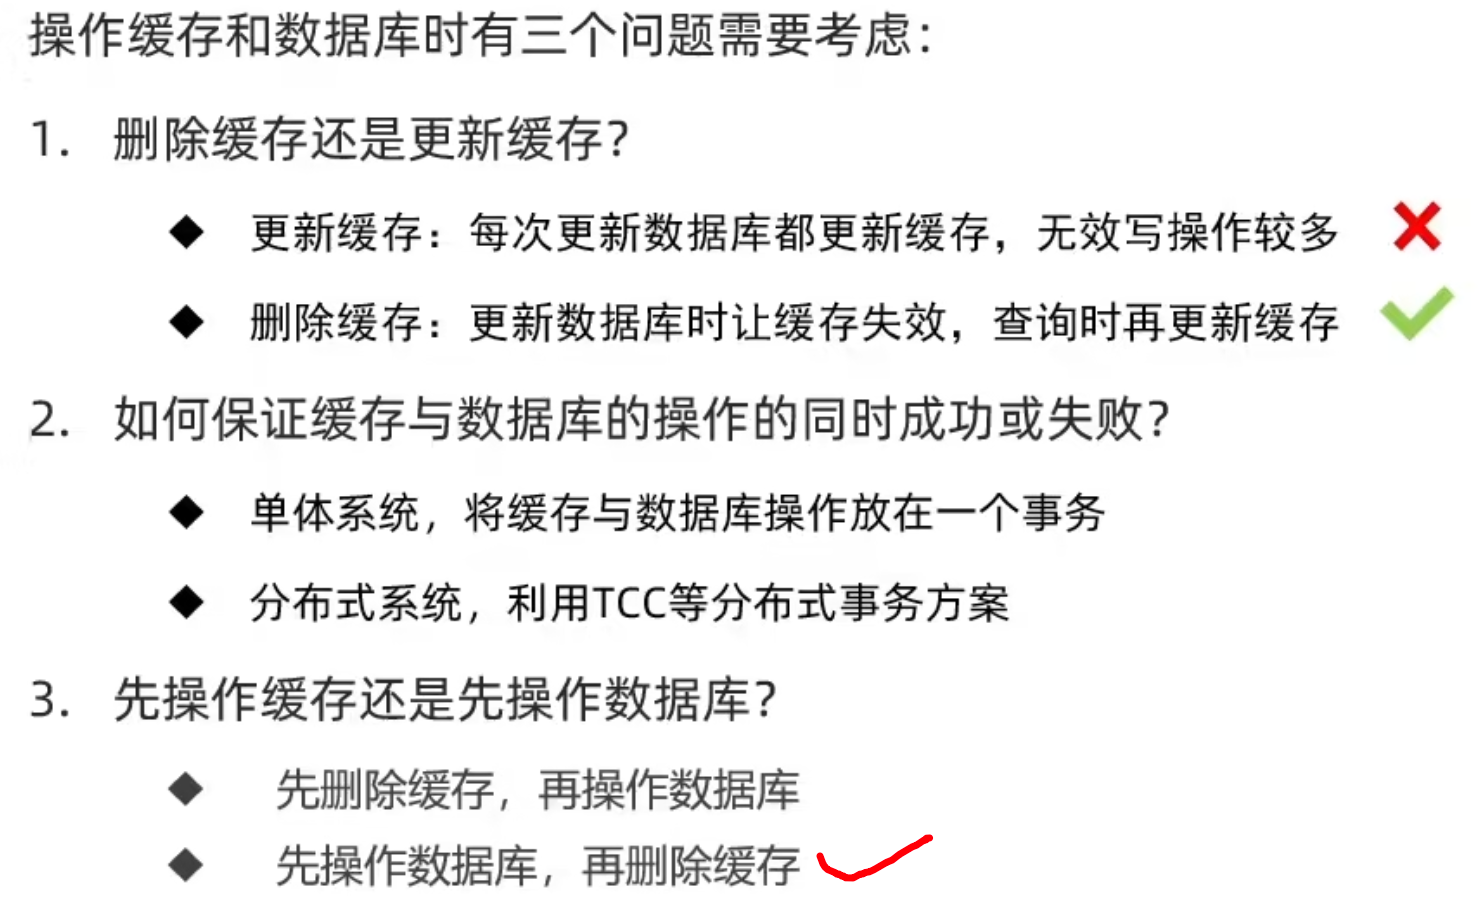 操作缓存和数据库时有三个问题需要考虑：
1. 删除缓存还是更新缓存？
◆ 更新缓存：每次更新数据库都更新缓存，无效写操作较多
◆ 删除缓存：更新数据库时让缓存失效，查询时再更新缓存
2. 如何保证缓存与数据库的操作的同时成功或失败？
◆ 单体系统，将缓存与数据库操作放在一个事务
◆ 分布式系统，利用TCC等分布式事务方案
3. 先操作缓存还是先操作数据库？
◆ 先删除缓存，再操作数据库
◆ 先操作数据库，再删除缓存